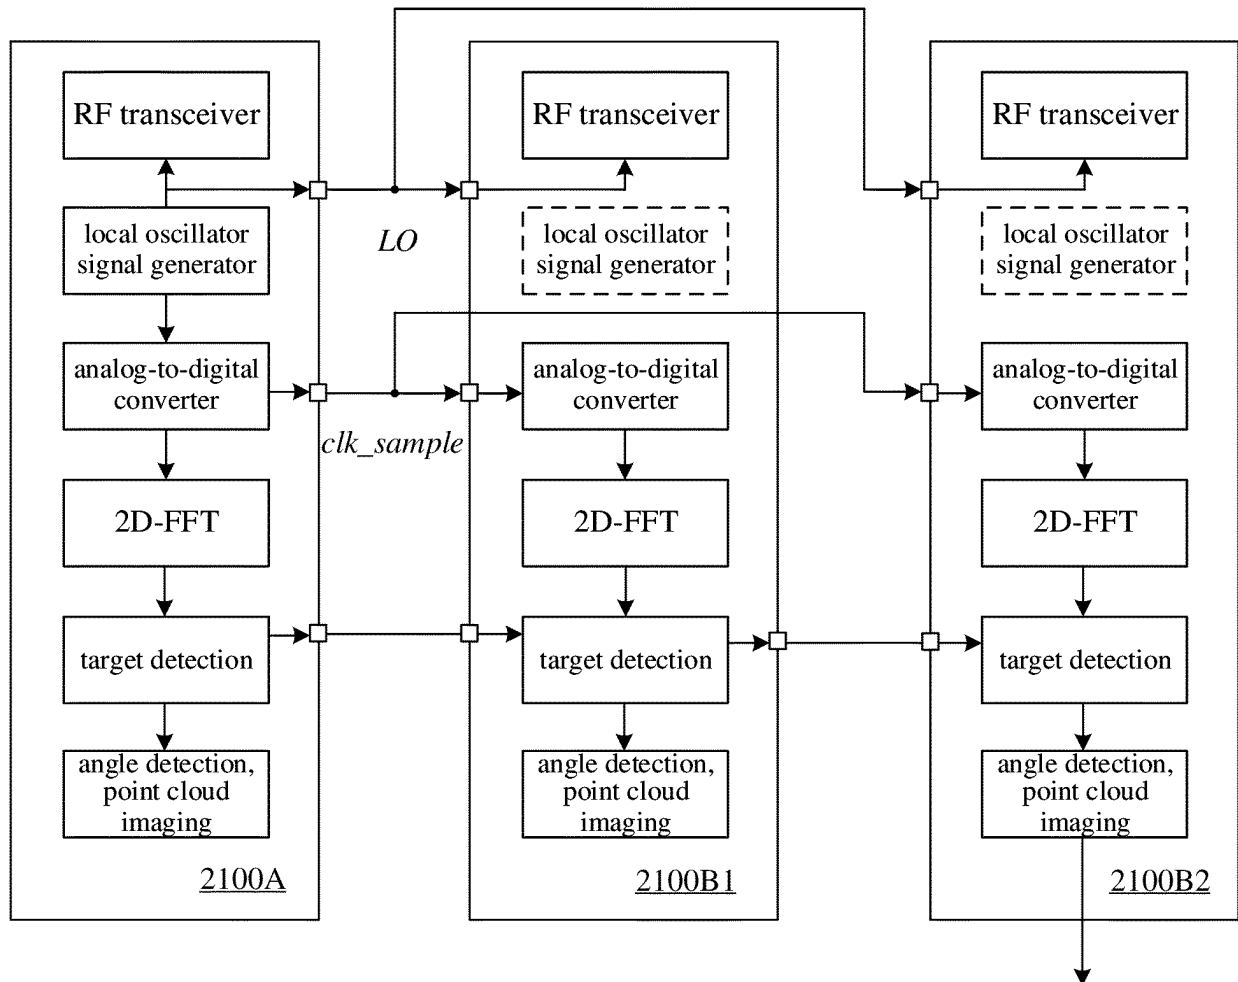 RF transceiver
local oscillator
signal generator
analog-to-digital
converter
2D-FFT
target detection
angle detection,
point cloud
imaging
2100A
LO
clk_sample
RF transceiver
local oscillator
signal generator
analog-to-digital
converter
2D-FFT
target detection
angle detection,
point cloud
imaging
2100B1
RF transceiver
local oscillator
signal generator
analog-to-digital
converter
2D-FFT
target detection
angle detection,
point cloud
imaging
2100B2